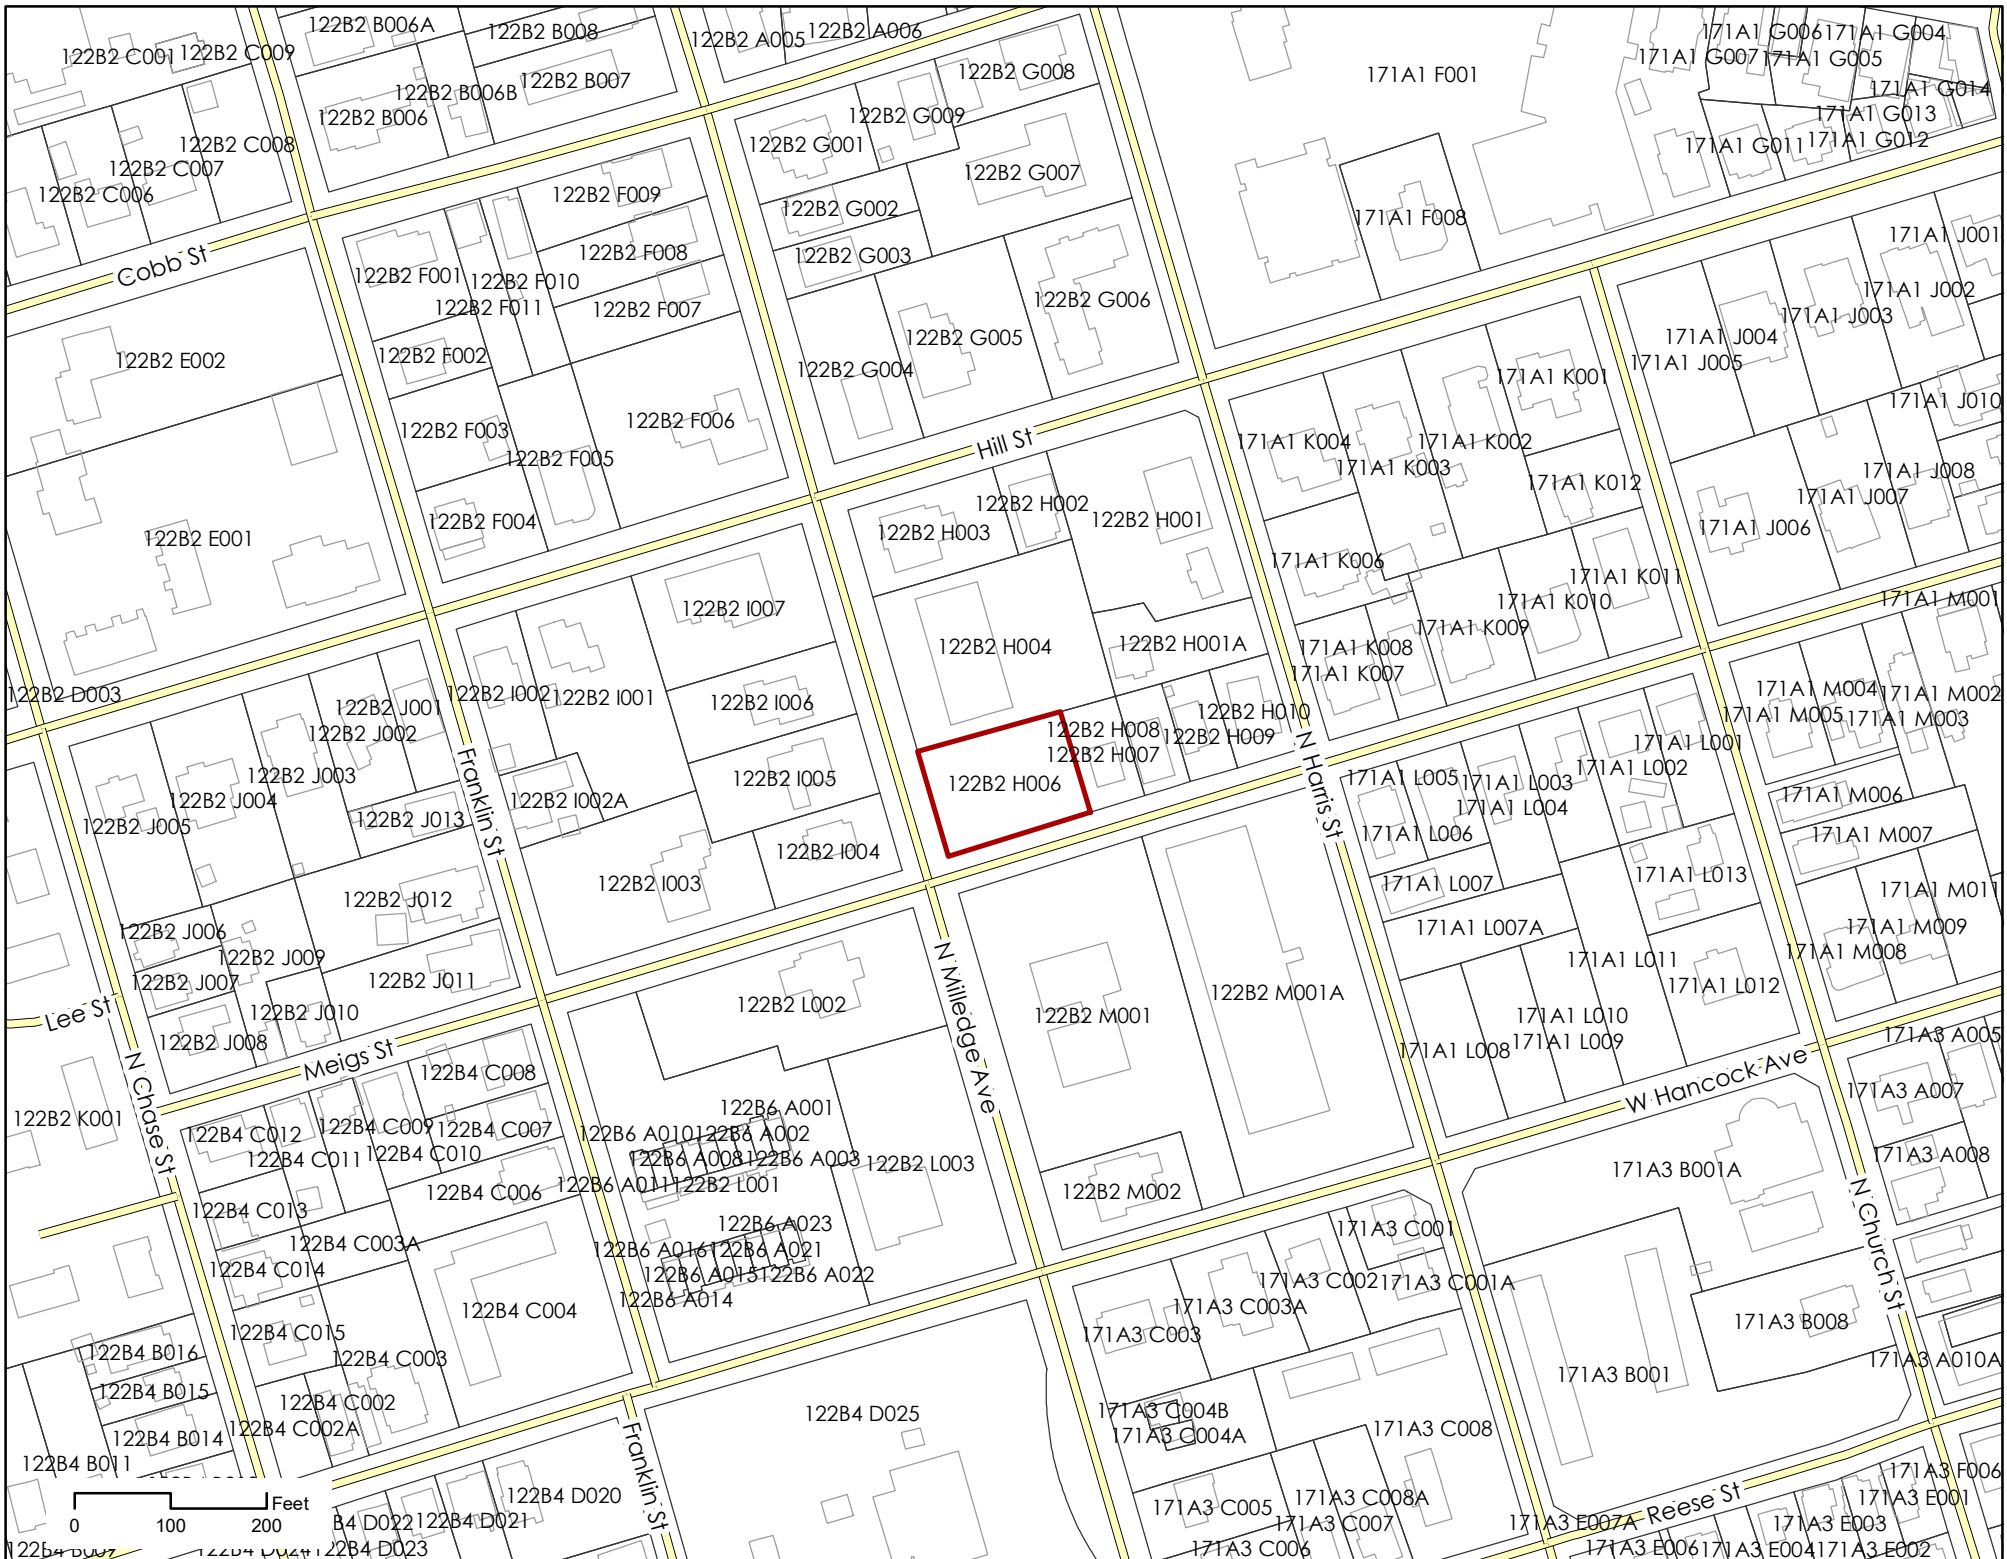 122B2 C001
122B2 C009
122B2 B006A
122B2 B008
122B2 A005
122B2 A006
171A1 G006
171A1 G004
171A1 G007
171A1 G005
122B2 B007
122B2 B006B
122B2 B006
122B2 G008
171A1 F001
171A1 G014
171A1 G013
171A1 G012
171A1 G011
122B2 G009
122B2 G001
122B2 C008
122B2 C007
122B2 C006
122B2 F009
122B2 G007
122B2 G002
171A1 F008
171A1 J001
Cobb St
122B2 F001
122B2 F010
122B2 F011
122B2 F008
122B2 F007
122B2 G003
122B2 G006
171A1 J002
171A1 J003
171A1 J004
171A1 J005
122B2 E002
122B2 F002
122B2 G004
122B2 G005
171A1 K001
171A1 J010
122B2 F003
122B2 F006
122B2 F005
Hill St
171A1 K004
171A1 K002
171A1 K003
171A1 K012
171A1 J008
171A1 J007
171A1 J006
122B2 E001
122B2 F004
122B2 H003
122B2 H002
122B2 H001
171A1 K006
171A1 K011
171A1 K010
171A1 K009
171A1 M001
122B2 I007
122B2 H004
122B2 H001A
171A1 K008
171A1 K007
122B2 D003
122B2 J001
122B2 J002
122B2 I002
122B2 I001
122B2 I006
122B2 H008
122B2 H007
122B2 H010
122B2 H009
N Harris St
171A1 M004
171A1 M002
171A1 M005
171A1 M003
122B2 J003
122B2 J004
122B2 J005
122B2 J013
Franklin St
122B2 I002A
122B2 I005
122B2 H006
171A1 L005
171A1 L003
171A1 L004
171A1 L001
171A1 L002
171A1 L006
171A1 M006
171A1 M007
122B2 I004
122B2 I003
122B2 J012
171A1 L007
171A1 L013
171A1 M011
171A1 L007A
171A1 M009
171A1 M008
122B2 J006
122B2 J009
122B2 J007
122B2 J011
122B2 J010
122B2 J008
Lee St
Meigs St
N Chase St
122B2 L002
N Milledge Ave
122B2 M001
122B2 M001A
171A1 L011
171A1 L012
171A1 L010
171A1 L009
171A1 L008
W Hancock Ave
171A3 A005
171A3 A007
171A3 A008
122B2 K001
122B4 C008
122B4 C012
122B4 C009
122B4 C007
122B4 C011
122B4 C010
122B4 C006
122B4 C013
122B6 A001
122B6 A010
122B6 A002
122B6 A008
122B6 A003
122B6 A011
122B2 L001
122B2 L003
122B2 M002
171A3 B001A
N Church St
122B4 C003A
122B4 C014
122B6 A023
122B6 A016
122B6 A021
122B6 A015
122B6 A022
122B6 A014
171A3 C001
171A3 C002
171A3 C001A
171A3 C003A
171A3 C003
171A3 B008
171A3 A010A
122B4 C004
122B4 C015
122B4 C003
122B4 B016
122B4 B015
122B4 B014
122B4 B011
122B4 C002
122B4 C002A
122B4 D025
171A3 C004B
171A3 C004A
171A3 C008
171A3 B001
Franklin St
122B4 D020
122B4 D021
B4 D022
122B4 D023
122B4 D024
122B4 B009
171A3 C005
171A3 C008A
171A3 C007
171A3 C006
Reese St
171A3 F006
171A3 E001
171A3 E007A
171A3 E003
171A3 E006
171A3 E004
171A3 E002
Feet
0 100 200